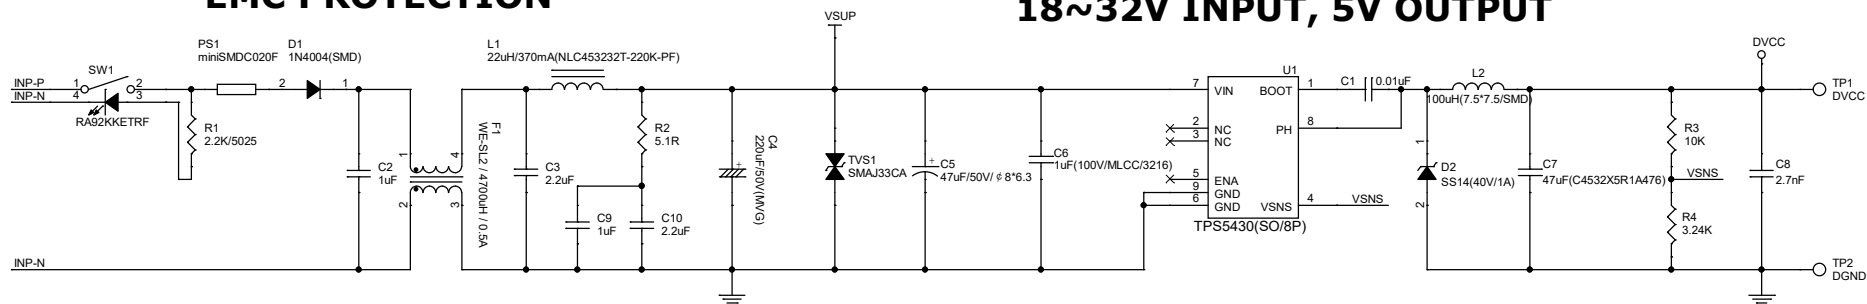 EMC PROTECTION
18~32V INPUT, 5V OUTPUT
VSUP
PS1
miniSMDC020F
D1
1N4004(SMD)
L1
22uH/370mA(NLC453232T-220K-PF)
DVCC
SW1
INP-P
1
2
2
1
INP-N
4
3
RA92KKETRF
R1
2.2K/5025
C2
1uF
1
4
2
3
F1
WE-SL2 / 4700uH / 0.5A
C3
2.2uF
R2
5.1R
C9
1uF
C10
2.2uF
C4
220uF/50V(MVG)
+
TVS1
SMAJ33CA
+
C5
47uF/50V/ ¢8*6.3
C6
1uF(100V/MLCC/3216)
U1
7
VIN
BOOT
1
2
NC
3
NC
PH
8
5
ENA
9
GND
6
GND
VSNS
4
VSNS
TPS5430(SO/8P)
C1
0.01uF
L2
100uH(7.5*7.5/SMD)
1
D2
SS14(40V/1A)
2
C7
47uF(C4532X5R1A476)
R3
10K
VSNS
R4
3.24K
C8
2.7nF
TP1
DVCC
INP-N
TP2
DGND